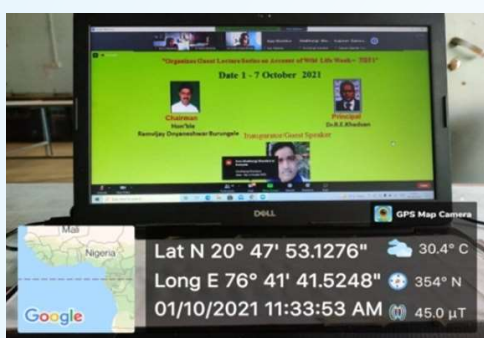 "Organizes Guest Lecture Series on Account of Wild Life Week - 2021"
Date 1 - 7 October 2021
Chairman
Hon'ble
Ramvijay Dnyaneshwar Burungale
Principal
Dr.R.E.Khadsan
Inaugurator/Guest Speaker
DELL
GPS Map Camera
Mali
Nigeria
Google
Lat N 20° 47' 53.1276"
30.4° C
Long E 76° 41' 41.5248"
354° N
01/10/2021 11:33:53 AM
45.0 µT